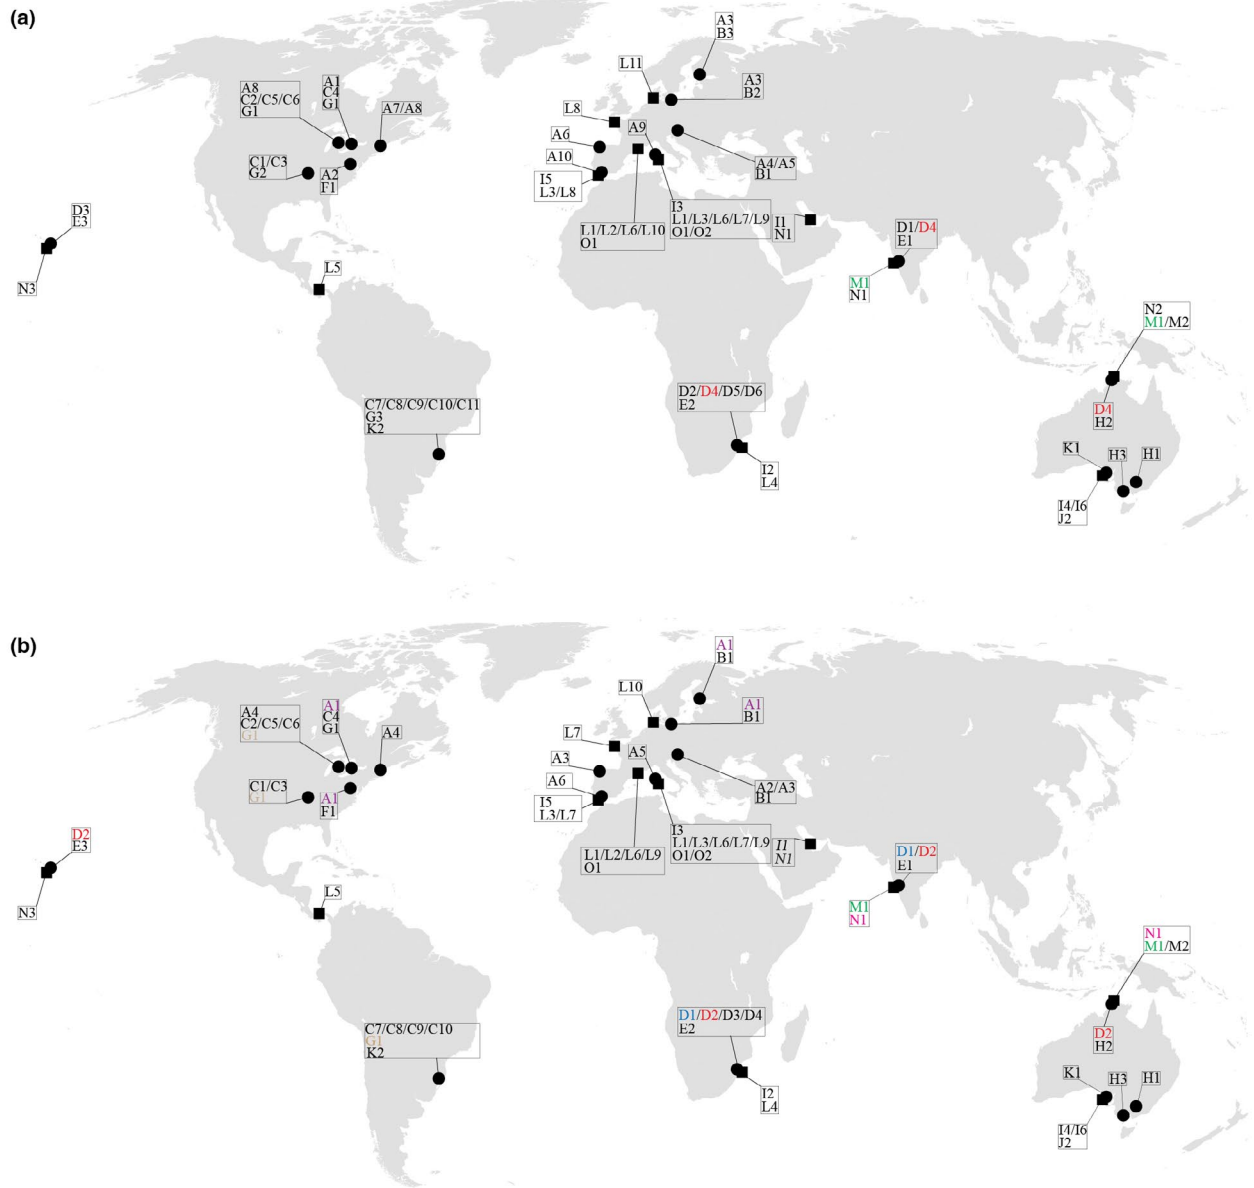 (a)
A3
B3
L11
A3
B2
A8
C2/C5/C6
G1
A1
C4
G1
A7/A8
L8
A6
A9
A10
A4/A5
B1
C1/C3
G2
A2
F1
I5
L3/L8
I3
L1/L3/L6/L7/L9
O1/O2
L1/L2/L6/L10
O1
I1
N1
D3
E3
D1/D4
E1
N3
L5
M1
N1
N2
M1/M2
D2/D4/D5/D6
E2
C7/C8/C9/C10/C11
G3
K2
D4
H2
K1
H3
H1
I2
L4
I4/I6
J2
(b)
A1
B1
L10
A1
B1
A4
C2/C5/C6
G1
A1
C4
G1
A4
L7
A3
A5
A6
A2/A3
B1
C1/C3
G1
A1
F1
I5
L3/L7
I3
L1/L3/L6/L7/L9
O1/O2
L1/L2/L6/L9
O1
I1
N1
D2
E3
D1/D2
E1
N3
L5
M1
N1
N1
M1/M2
D1/D2/D3/D4
E2
C7/C8/C9/C10
G1
K2
D2
H2
K1
H3
H1
I2
L4
I4/I6
J2